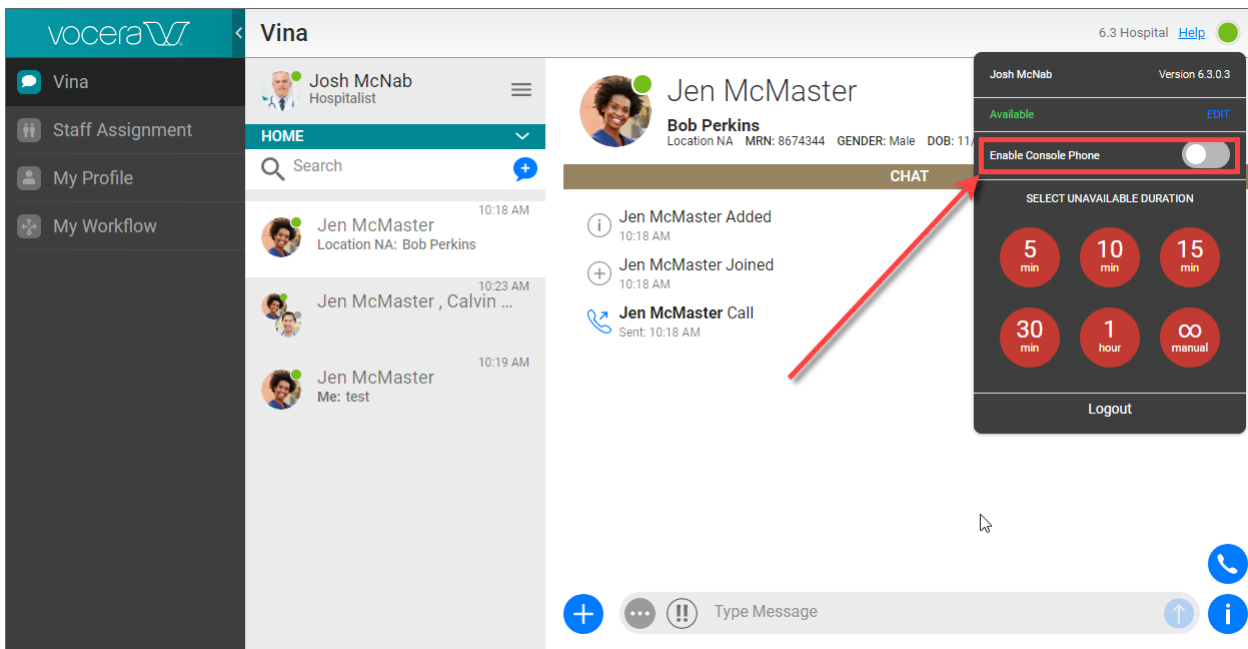 vocera
Vina
6.3 Hospital Help
Vina
Staff Assignment
My Profile
My Workflow
Josh McNab
Hospitalist
HOME
Search
10:18 AM
Jen McMaster
Location NA: Bob Perkins
10:23 AM
Jen McMaster , Calvin ...
10:19 AM
Jen McMaster
Me: test
Jen McMaster
Bob Perkins
Location NA MRN: 8674344 GENDER: Male DOB: 11/
CHAT
Jen McMaster Added
10:18 AM
Jen McMaster Joined
10:18 AM
Jen McMaster Call
Sent: 10:18 AM
Type Message
Josh McNab Version 6.3.0.3
Available EDIT
Enable Console Phone
SELECT UNAVAILABLE DURATION
5 10 15
min min min
30 1 ∞
min hour manual
Logout